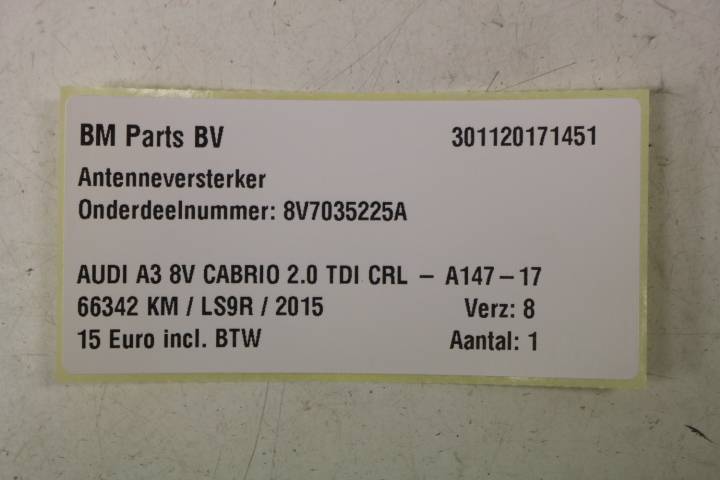 BM Parts BV 301120171451
Antenneversterker
Onderdeelnummer: 8V7035225A
AUDI A3 8V CABRIO 2.0 TDI CRL – A147–17
66342 KM / LS9R / 2015 Verz: 8
15 Euro incl. BTW Aantal: 1